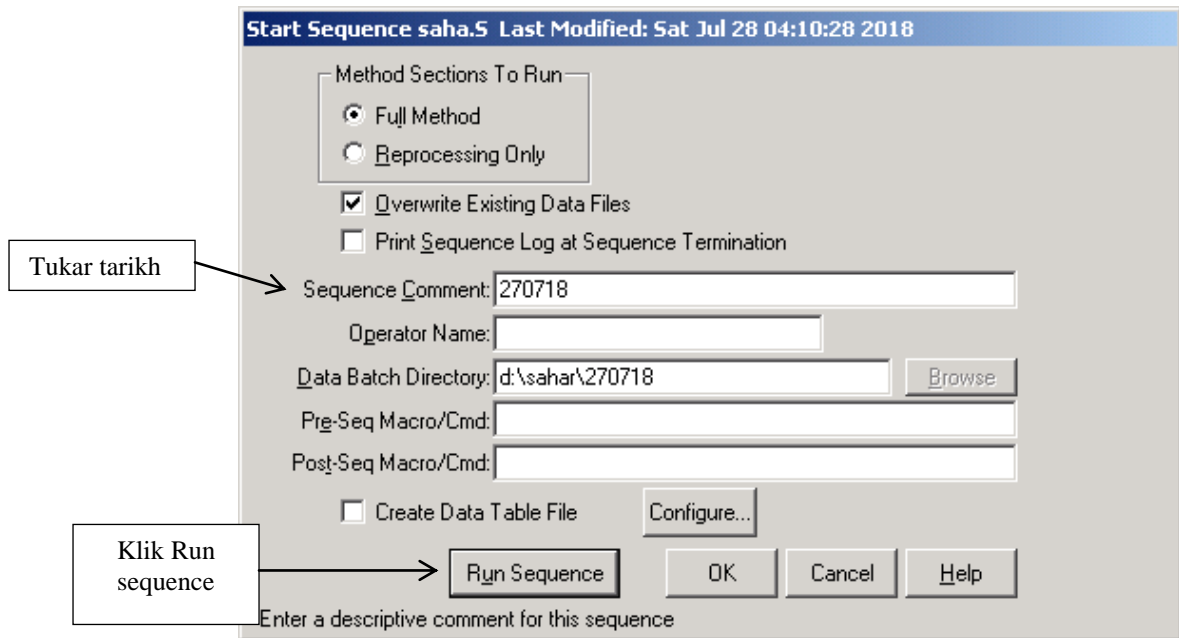 Start Sequence saha.S Last Modified: Sat Jul 28 04:10:28 2018
Method Sections To Run
Full Method
Reprocessing Only
Overwrite Existing Data Files
Print Sequence Log at Sequence Termination
Tukar tarikh
Sequence Comment: 270718
Operator Name:
Data Batch Directory: d:\sahar\270718 Browse
Pre-Seq Macro/Cmd:
Post-Seq Macro/Cmd:
Create Data Table File Configure...
Klik Run
sequence
Run Sequence OK Cancel Help
Enter a descriptive comment for this sequence